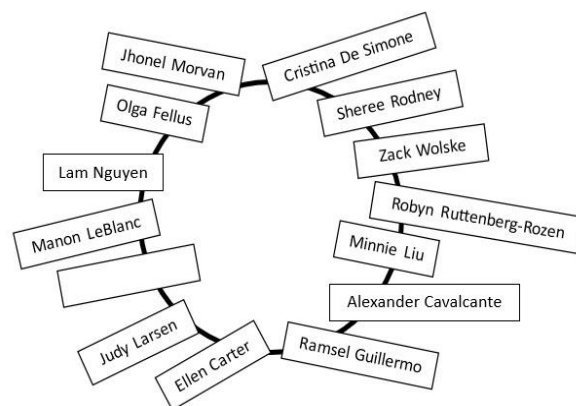 Jhonel Morvan
Cristina De Simone
Olga Fellus
Sheree Rodney
Zack Wolske
Lam Nguyen
Robyn Ruttenberg-Rozen
Manon LeBlanc
Minnie Liu
Alexander Cavalcante
Judy Larsen
Ellen Carter
Ramsel Guillermo